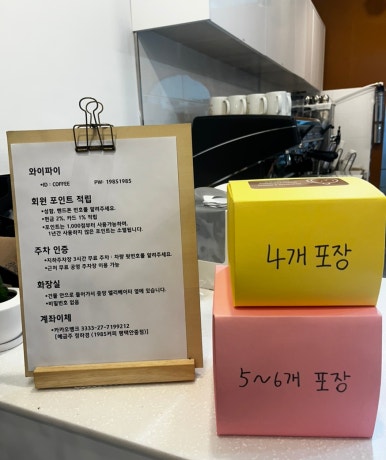 와이파이
•ID : COFFEE PW: 19851985
회원 포인트 적립
•성함, 핸드폰 번호를 알려주세요.
•현금 2%, 카드 1% 적립
•포인트는 1,000점부터 사용가능하며,
1년간 사용하지 않은 포인트는 소멸됩니다.
주차 인증
•지하주차장 3시간 무료 주차 : 차량 뒷번호를 알려주세요.
•근처 무료 공영 주차장 이용 가능
화장실
•건물 안으로 들어가서 중앙 엘리베이터 옆에 있습니다.
•비밀번호 없음
계좌이체
•카카오뱅크 3333-27-7199212
[예금주 정하경 (1985커피 평택안중점)]
4개 포장
5~6개 포장